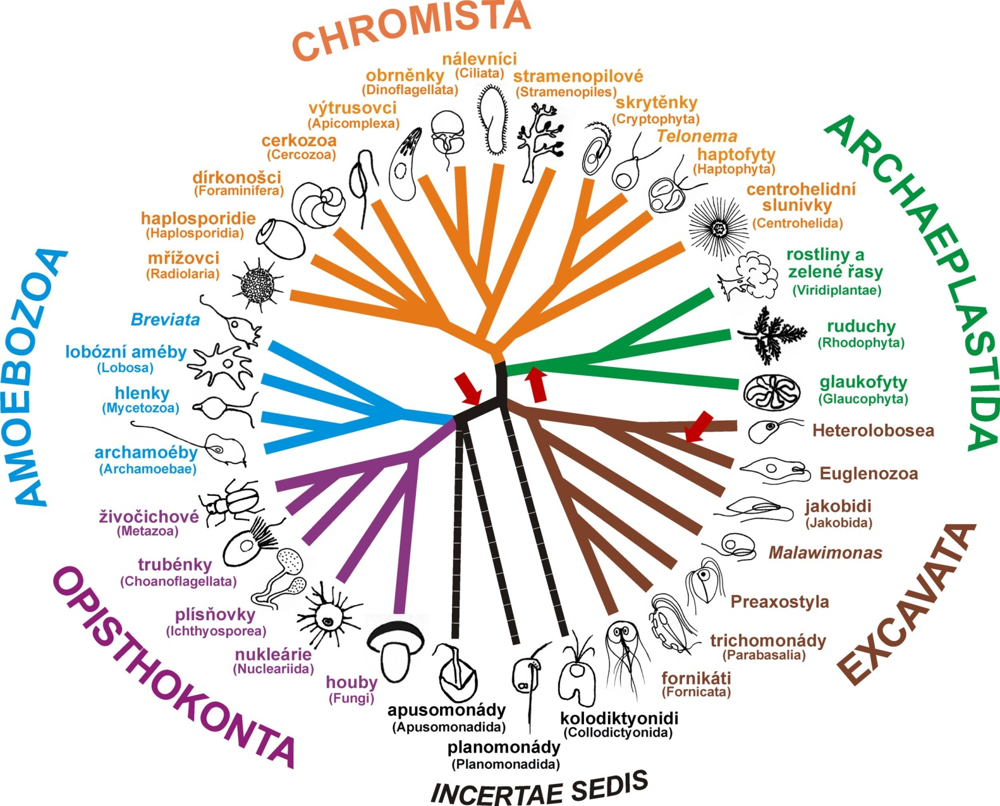 CHROMISTA
nálevníci
(Ciliata)
obrněnky
(Dinoflagellata)
stramenopilové
(Stramenopiles)
výtrusovci
(Apicomplexa)
skrytěnky
(Cryptophyta)
cerkozoa
(Cercozoa)
Telonema
haptofyty
(Haptophyta)
dírkonošci
(Foraminifera)
centrohelidní
slunivky
(Centrohelida)
haplosporidie
(Haplosporidia)
mřížovci
(Radiolaria)
ARCHAEPLASTIDA
rostliny a
zelené řasy
(Viridiplantae)
ruduchy
(Rhodophyta)
glaukofyty
(Glaucophyta)
AMOEBOZOA
Breviata
lobózní améby
(Lobosa)
hlenky
(Mycetozoa)
archamoéby
(Archamoebae)
Heterolobosea
Euglenozoa
jakobidi
(Jakobida)
Malawimonas
Preaxostyla
trichomonády
(Parabasalia)
fornikáti
(Fornicata)
EXCAVATA
živočichové
(Metazoa)
trubénky
(Choanoflagellata)
plísňovky
(Ichthyosporea)
nukleárie
(Nucleariida)
houby
(Fungi)
OPISTHOKONTA
apusomonády
(Apusomonadida)
planomonády
(Planomonadida)
kolodiktyonidi
(Collodictyonida)
INCERTAE SEDIS